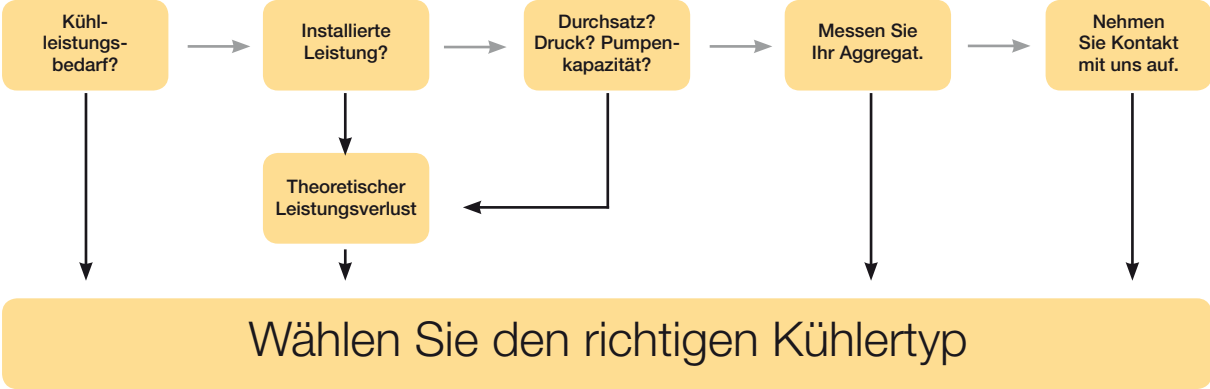 Kühl-
leistungs-
bedarf?
Installierte
Leistung?
Durchsatz?
Druck? Pumpen-
kapazität?
Messen Sie
Ihr Aggregat.
Nehmen
Sie Kontakt
mit uns auf.
Theoretischer
Leistungsverlust
Wählen Sie den richtigen Kühlertyp